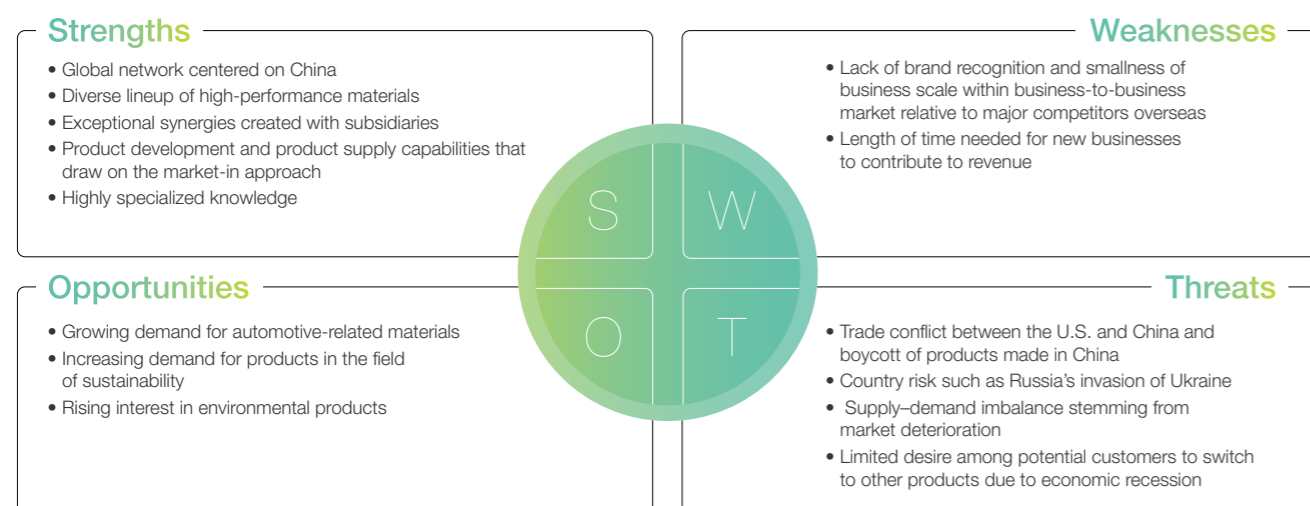 Strengths
• Global network centered on China
• Diverse lineup of high-performance materials
• Exceptional synergies created with subsidiaries
• Product development and product supply capabilities that
draw on the market-in approach
• Highly specialized knowledge
Weaknesses
• Lack of brand recognition and smallness of
business scale within business-to-business
market relative to major competitors overseas
• Length of time needed for new businesses
to contribute to revenue
S
W
O
T
Opportunities
• Growing demand for automotive-related materials
• Increasing demand for products in the field
of sustainability
• Rising interest in environmental products
Threats
• Trade conflict between the U.S. and China and
boycott of products made in China
• Country risk such as Russia’s invasion of Ukraine
• Supply–demand imbalance stemming from
market deterioration
• Limited desire among potential customers to switch
to other products due to economic recession